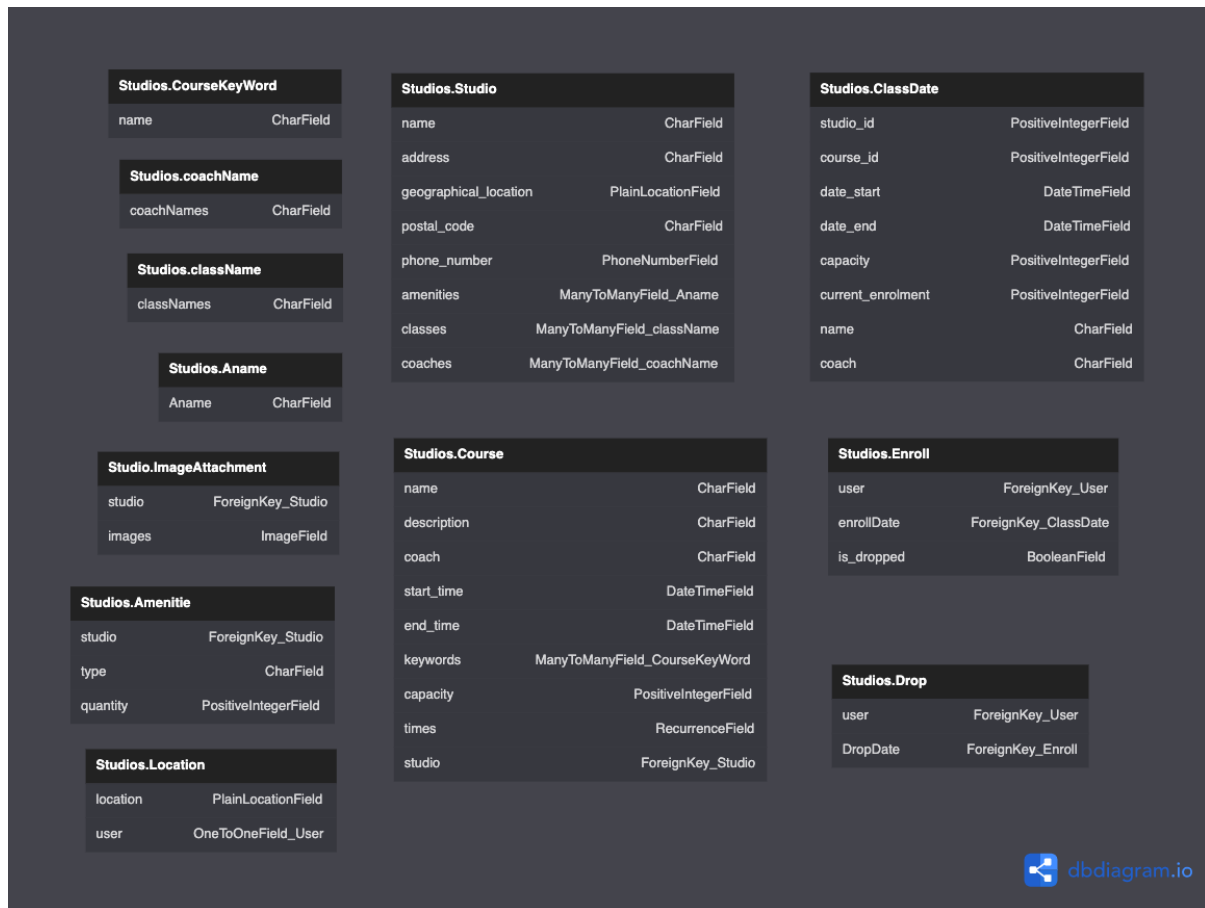 Studios.CourseKeyWord
name CharField
Studios.coachName
coachNames CharField
Studios.className
classNames CharField
Studios.Aname
Aname CharField
Studio.ImageAttachment
studio ForeignKey_Studio
images ImageField
Studios.Amenitie
studio ForeignKey_Studio
type CharField
quantity PositiveIntegerField
Studios.Location
location PlainLocationField
user OneToOneField_User
Studios.Studio
name CharField
address CharField
geographical_location PlainLocationField
postal_code CharField
phone_number PhoneNumberField
amenities ManyToManyField_Aname
classes ManyToManyField_className
coaches ManyToManyField_coachName
Studios.Course
name CharField
description CharField
coach CharField
start_time DateTimeField
end_time DateTimeField
keywords ManyToManyField_CourseKeyWord
capacity PositiveIntegerField
times RecurrenceField
studio ForeignKey_Studio
Studios.ClassDate
studio_id PositiveIntegerField
course_id PositiveIntegerField
date_start DateTimeField
date_end DateTimeField
capacity PositiveIntegerField
current_enrolment PositiveIntegerField
name CharField
coach CharField
Studios.Enroll
user ForeignKey_User
enrollDate ForeignKey_ClassDate
is_dropped BooleanField
Studios.Drop
user ForeignKey_User
DropDate ForeignKey_Enroll
dbdiagram.io